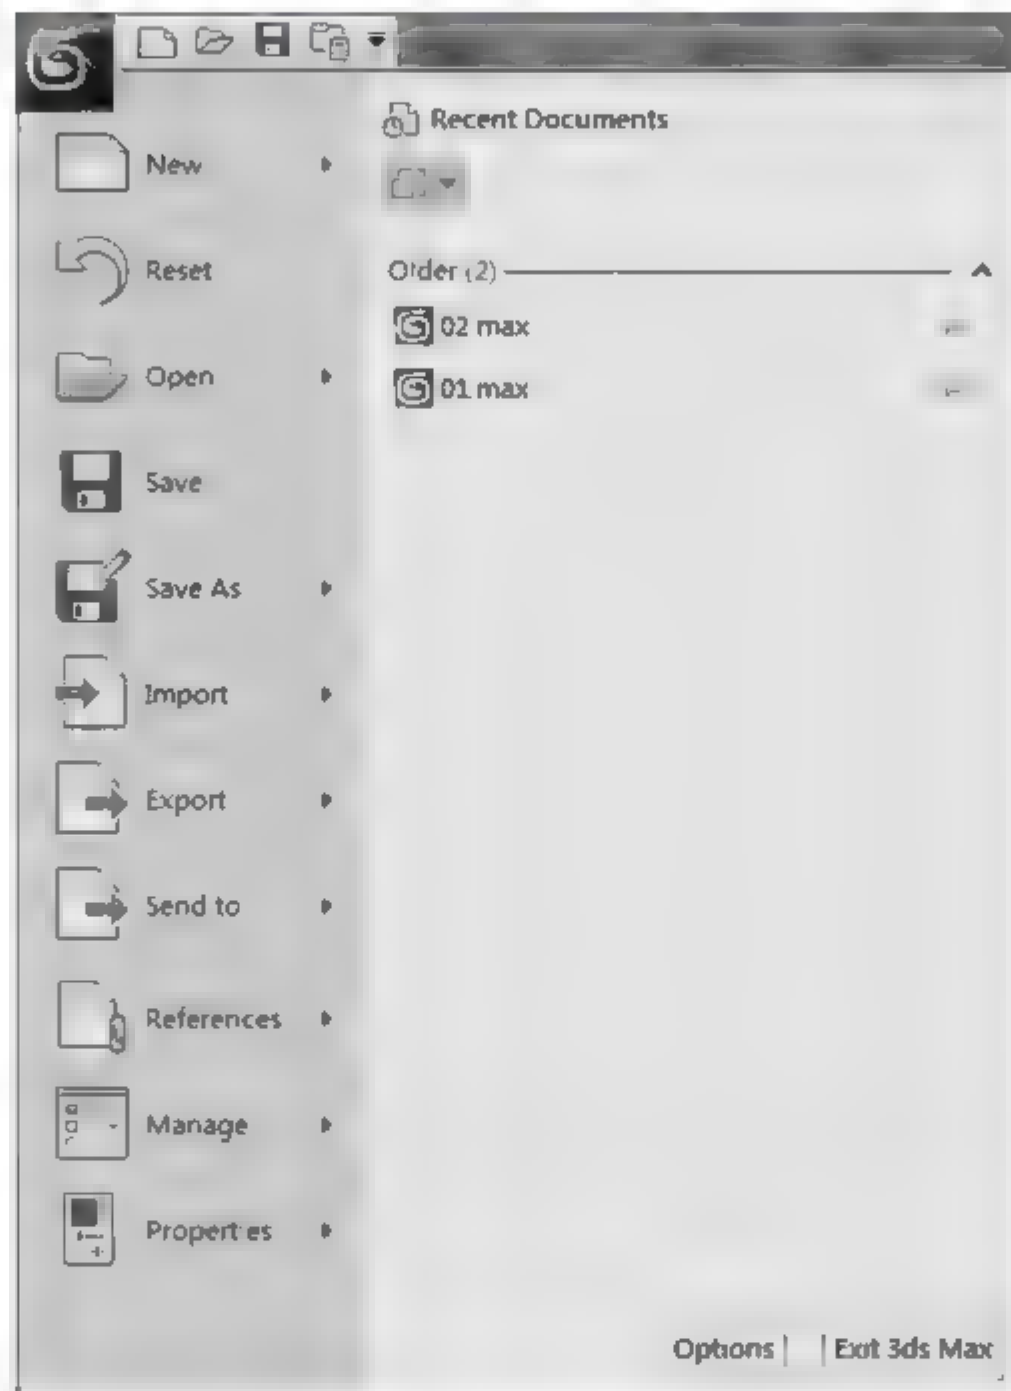 New
Reset
Open
Save
Save As
Import
Export
Send to
References
Manage
Properties
Recent Documents
Older (2)
02 max
01 max
Options
Exit 3ds Max